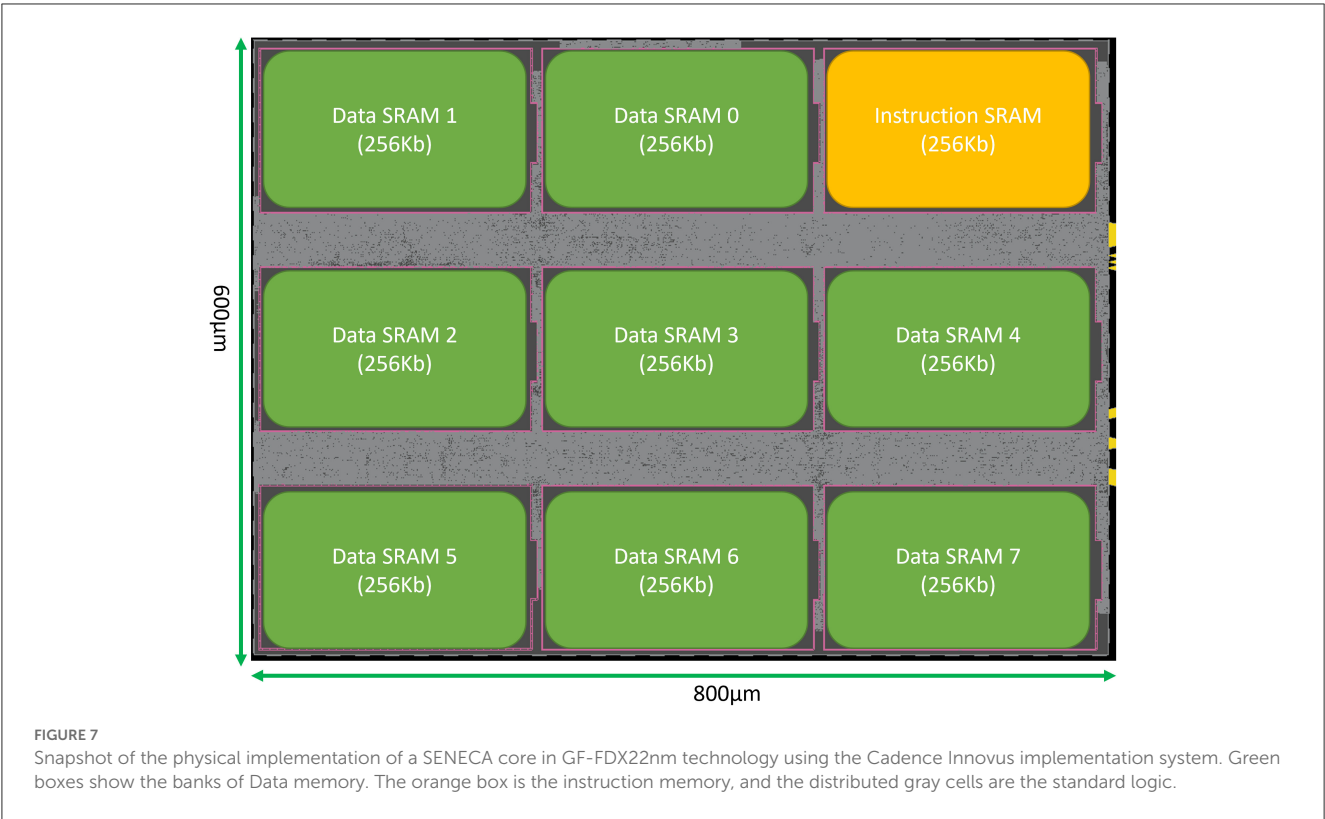 Data SRAM 1
(256Kb)
Data SRAM 0
(256Kb)
Instruction SRAM
(256Kb)
600µm
Data SRAM 2
(256Kb)
Data SRAM 3
(256Kb)
Data SRAM 4
(256Kb)
Data SRAM 5
(256Kb)
Data SRAM 6
(256Kb)
Data SRAM 7
(256Kb)
800µm
FIGURE 7
Snapshot of the physical implementation of a SENECA core in GF-FDX22nm technology using the Cadence Innovus implementation system. Green
boxes show the banks of Data memory. The orange box is the instruction memory, and the distributed gray cells are the standard logic.